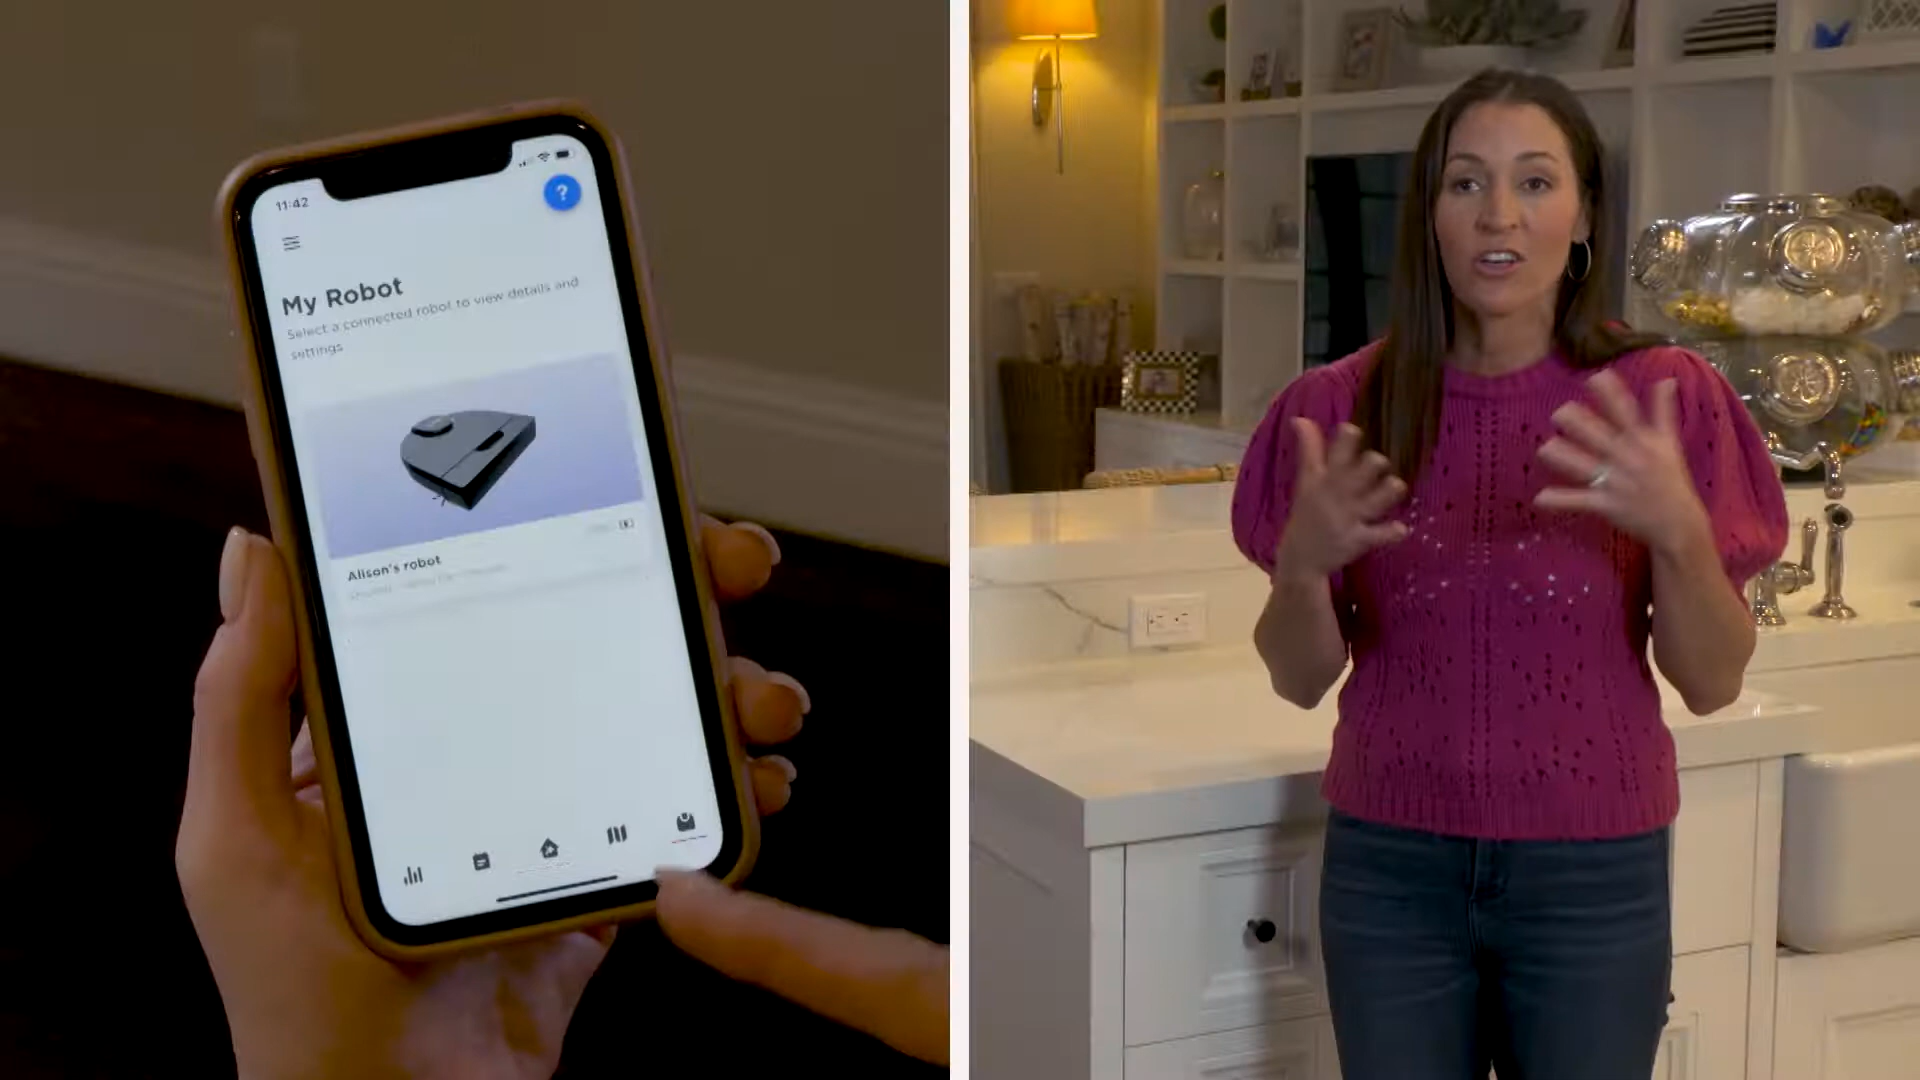 11:42
?
My Robot
Select a connected robot to view details and
settings
Alison's robot